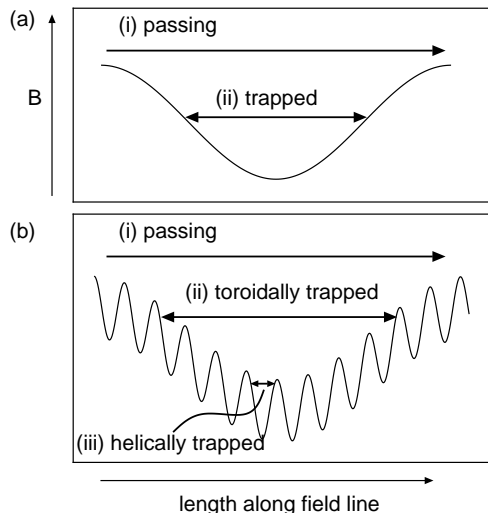 (a)
(i) passing
B
(ii) trapped
(b)
(i) passing
(ii) toroidally trapped
(iii) helically trapped
length along field line